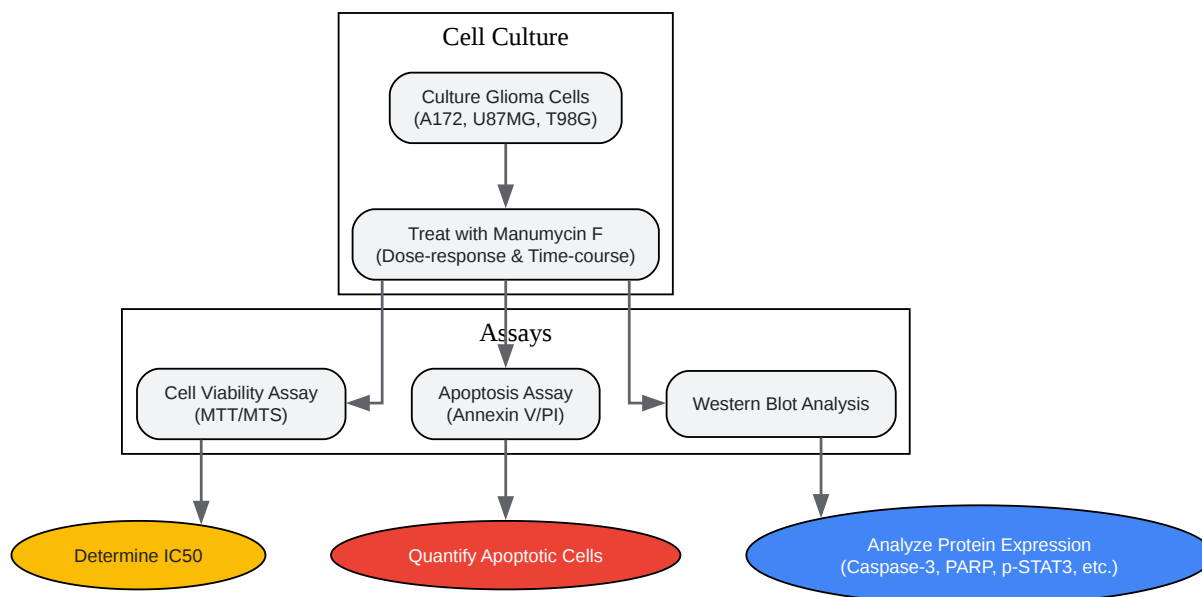 Cell Culture
Culture Glioma Cells
(A172, U87MG, T98G)
Treat with Manumycin F
(Dose-response & Time-course)
Assays
Cell Viability Assay
(MTT/MTS)
Apoptosis Assay
(Annexin V/PI)
Western Blot Analysis
Determine IC50
Quantify Apoptotic Cells
Analyze Protein Expression
(Caspase-3, PARP, p-STAT3, etc.)